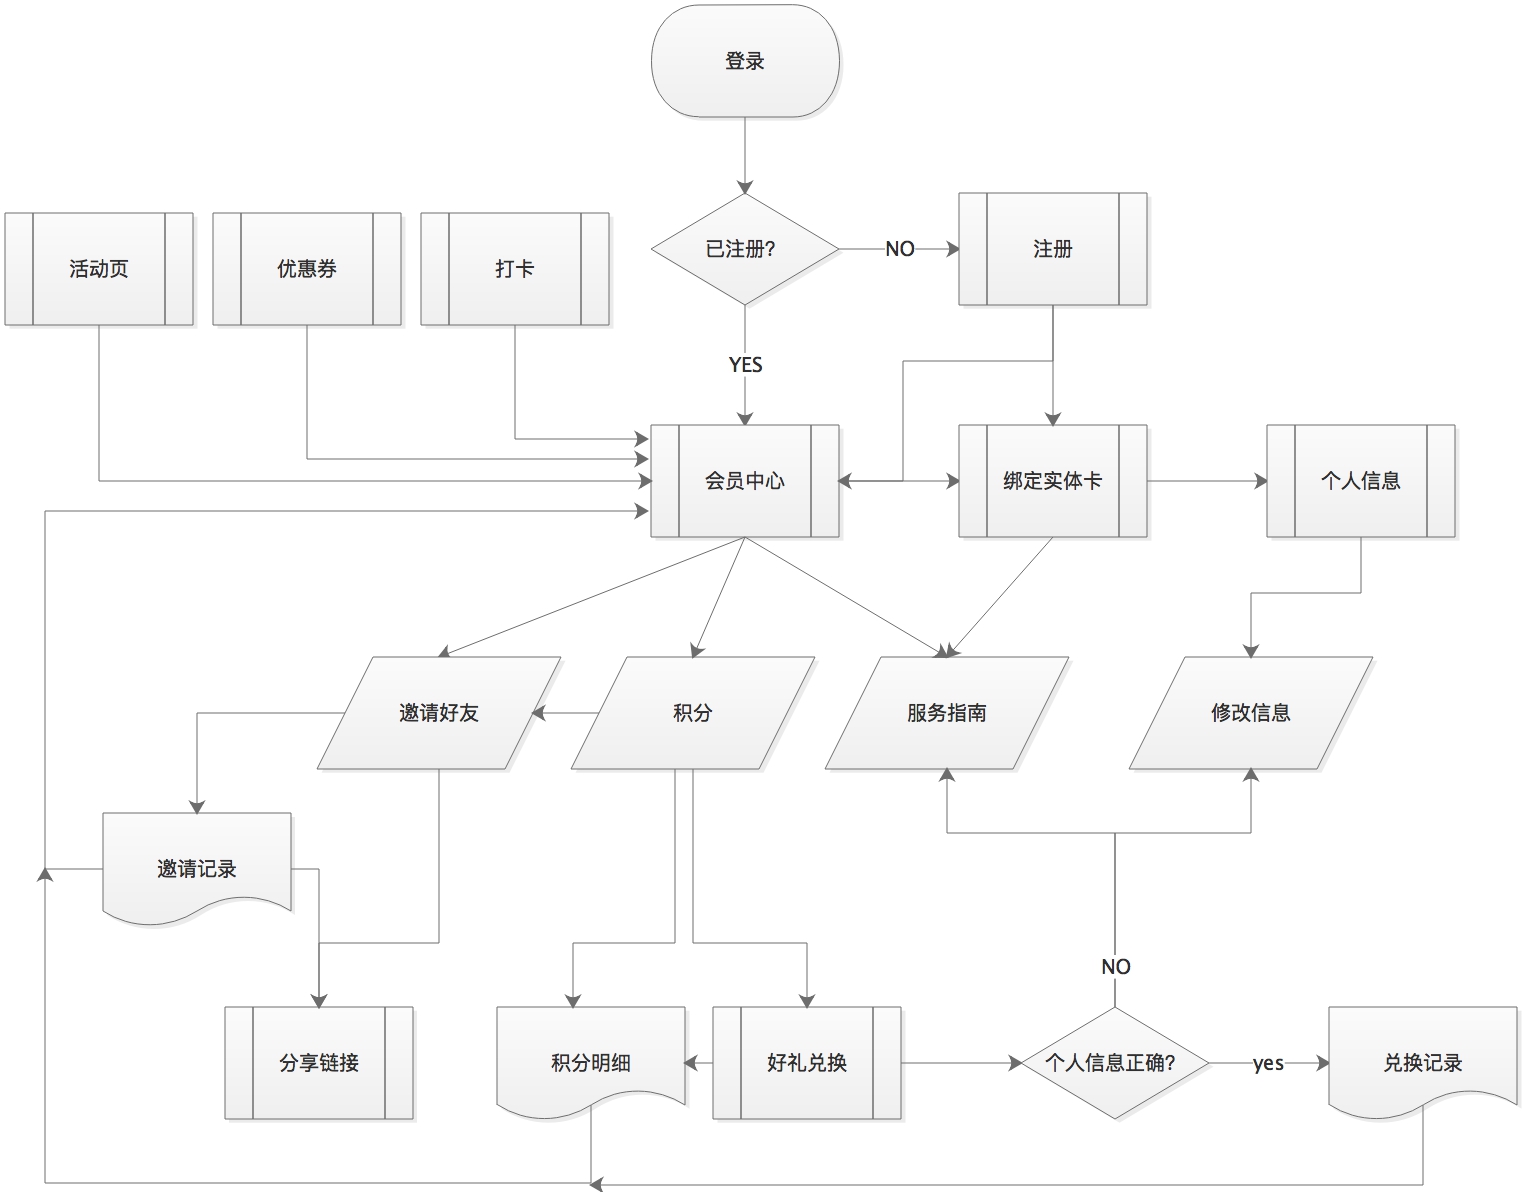 登录
已注册?
NO
注册
活动页
优惠券
打卡
YES
会员中心
绑定实体卡
个人信息
邀请好友
积分
服务指南
修改信息
邀请记录
NO
分享链接
积分明细
好礼兑换
个人信息正确?
yes
兑换记录